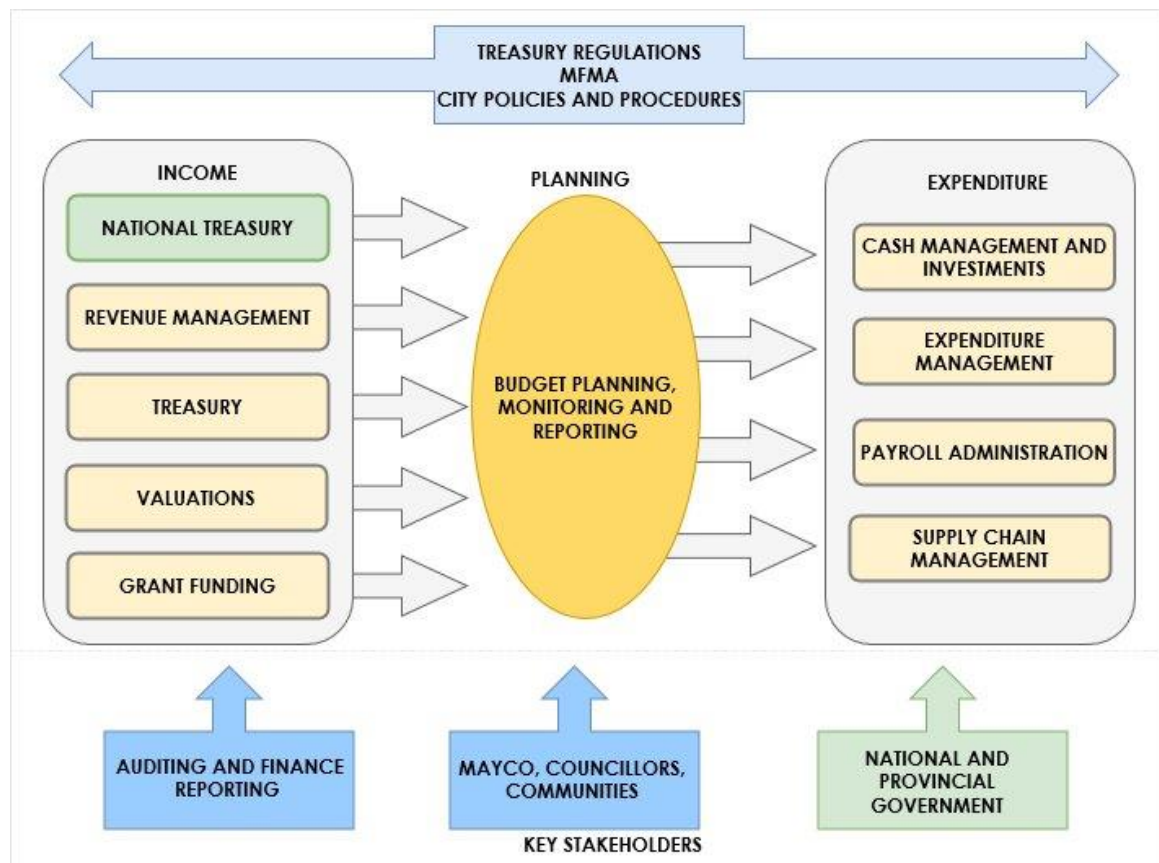 TREASURY REGULATIONS
MFMA
CITY POLICIES AND PROCEDURES
INCOME
NATIONAL TREASURY
REVENUE MANAGEMENT
TREASURY
VALUATIONS
GRANT FUNDING
PLANNING
BUDGET PLANNING,
MONITORING AND
REPORTING
EXPENDITURE
CASH MANAGEMENT AND
INVESTMENTS
EXPENDITURE
MANAGEMENT
PAYROLL ADMINISTRATION
SUPPLY CHAIN
MANAGEMENT
AUDITING AND FINANCE
REPORTING
MAYCO, COUNCILLORS,
COMMUNITIES
NATIONAL AND
PROVINCIAL
GOVERNMENT
KEY STAKEHOLDERS